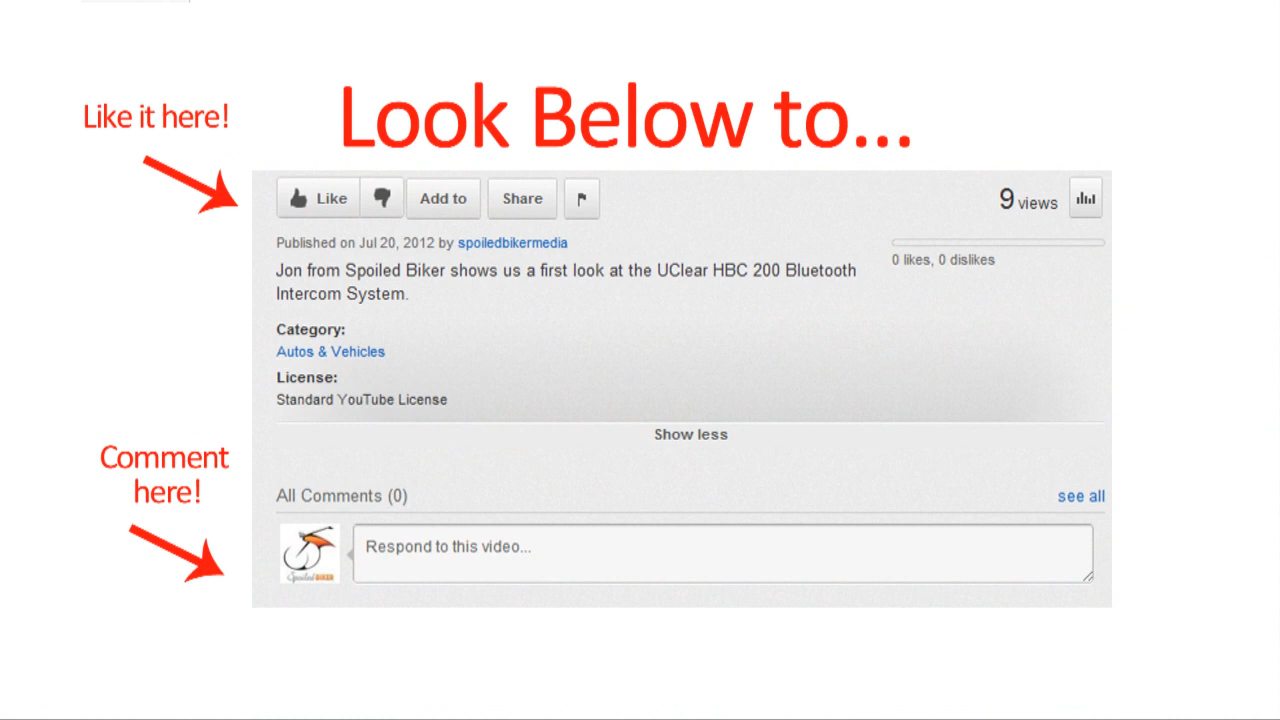 Look Below to...
Like it here!
Like
Add to
Share
9 views
Published on Jul 20, 2012 by spoiledbikermedia
0 likes, 0 dislikes
Jon from Spoiled Biker shows us a first look at the UClear HBC 200 Bluetooth
Intercom System.
Category:
Autos & Vehicles
License:
Standard YouTube License
Show less
Comment
here!
All Comments (0)
see all
Respond to this video...
Spoiled BIKER